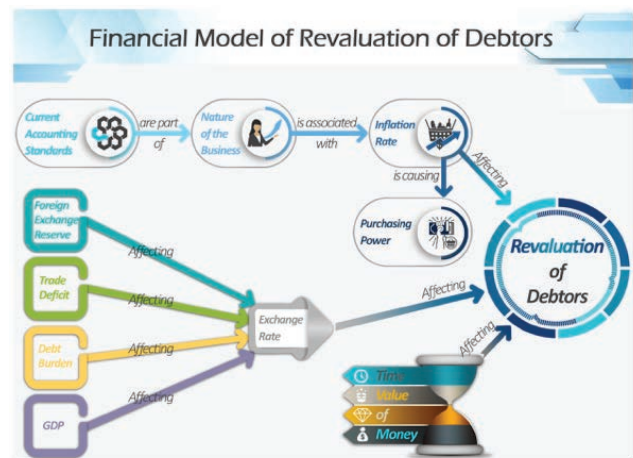 Financial Model of Revaluation of Debtors
Current
Accounting
Standards
are part
of
Nature
of the
Business
is associated
with
Inflation
Rate
is causing
Affecting
Purchasing
Power
Foreign
Exchange
Reserve
Affecting
Trade
Deficit
Affecting
Debt
Burden
Affecting
GDP
Affecting
Exchange
Rate
Affecting
Revaluation
of
Debtors
Affecting
Time
Value
of
Money